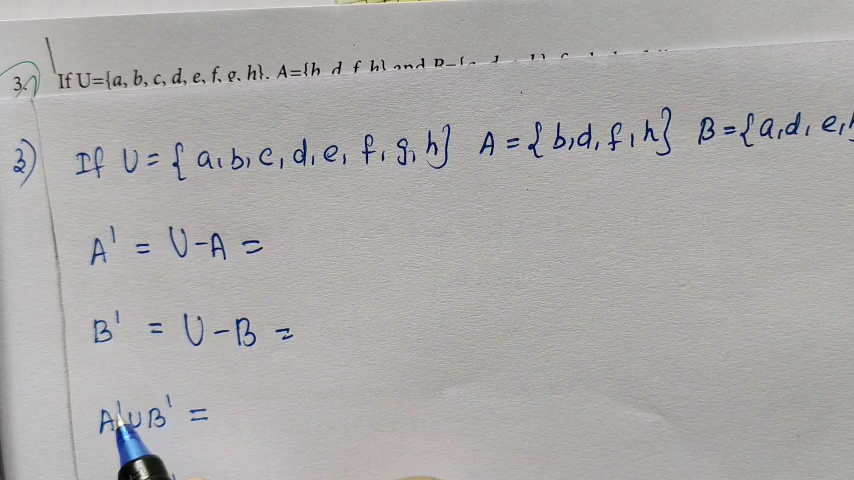 3. If U={a, b, c, d, e, f, g, h}. A={b d f h} and B={
3) If U = { a, b, c, d, e, f, g, h} A = { b, d, f, h} B = { a, d, e, h
A' = U - A =
B' = U - B =
A' U B' =